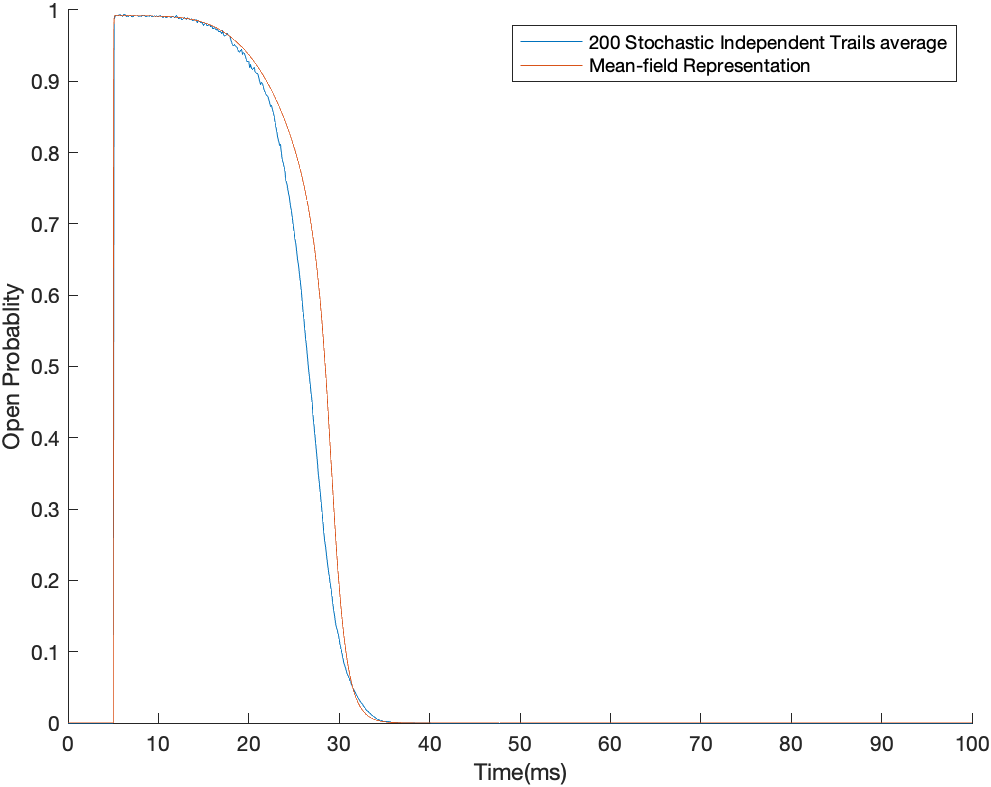 200 Stochastic Independent Trails average
Mean-field Representation
Open Probablity
1
0.9
0.8
0.7
0.6
0.5
0.4
0.3
0.2
0.1
0
0 10 20 30 40 50 60 70 80 90 100
Time(ms)